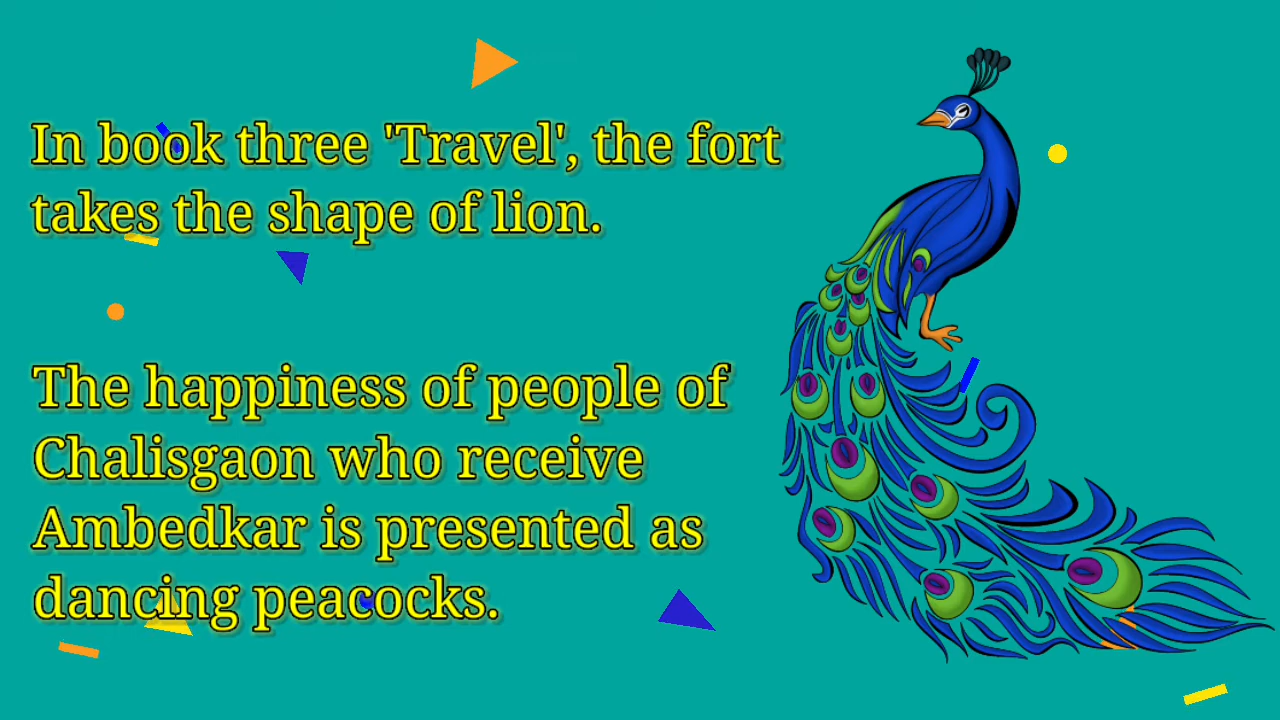 In book three 'Travel', the fort
takes the shape of lion.
The happiness of people of
Chalisgaon who receive
Ambedkar is presented as
dancing peacocks.